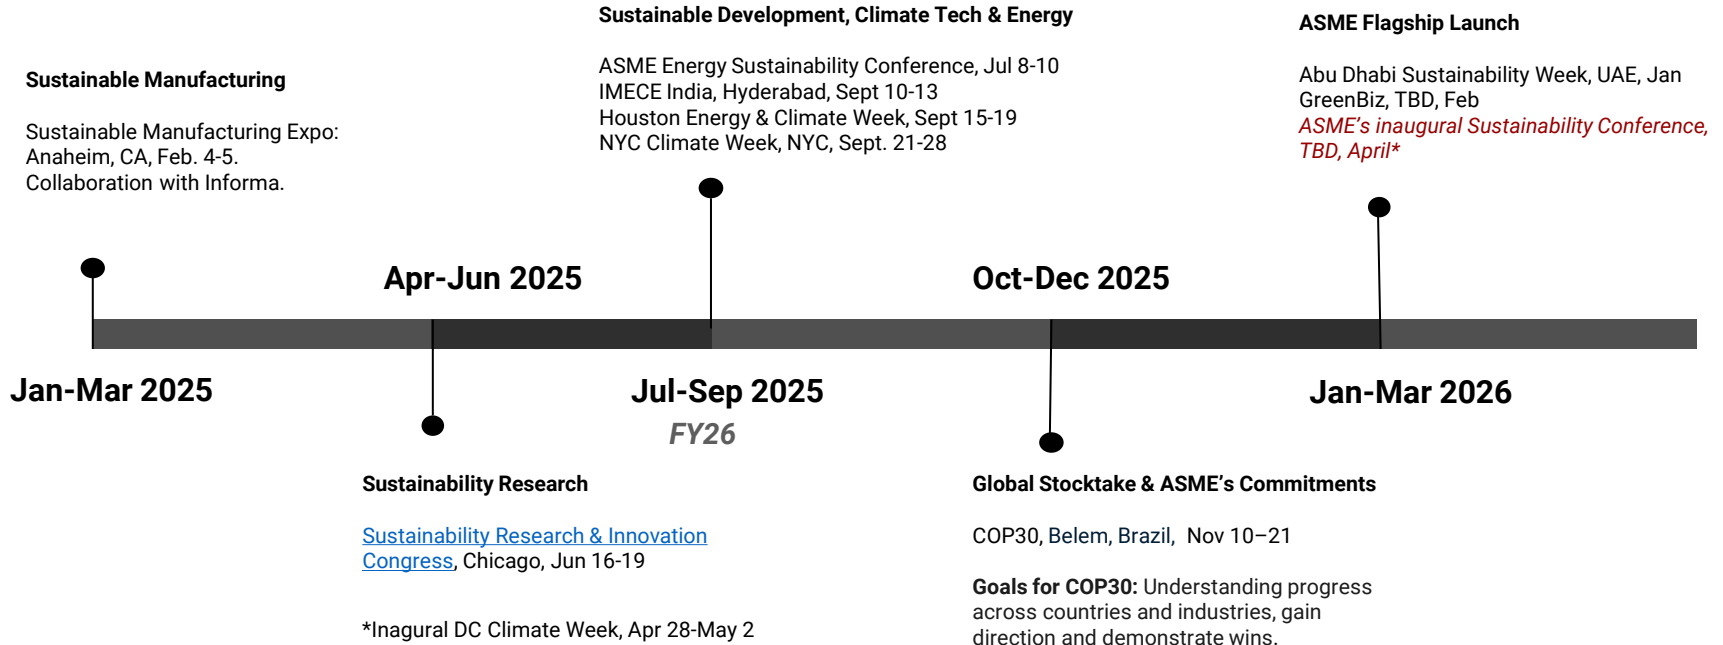 Sustainable Manufacturing
Sustainable Manufacturing Expo:
Anaheim, CA, Feb. 4-5.
Collaboration with Informa.
Jan-Mar 2025
Apr-Jun 2025
Sustainability Research
Sustainability Research & Innovation
Congress, Chicago, Jun 16-19
*Inagural DC Climate Week, Apr 28-May 2
Sustainable Development, Climate Tech & Energy
ASME Energy Sustainability Conference, Jul 8-10
IMECE India, Hyderabad, Sept 10-13
Houston Energy & Climate Week, Sept 15-19
NYC Climate Week, NYC, Sept. 21-28
Jul-Sep 2025
FY26
Oct-Dec 2025
Global Stocktake & ASME’s Commitments
COP30, Belem, Brazil, Nov 10–21
Goals for COP30: Understanding progress
across countries and industries, gain
direction and demonstrate wins.
ASME Flagship Launch
Abu Dhabi Sustainability Week, UAE, Jan
GreenBiz, TBD, Feb
ASME’s inaugural Sustainability Conference,
TBD, April*
Jan-Mar 2026